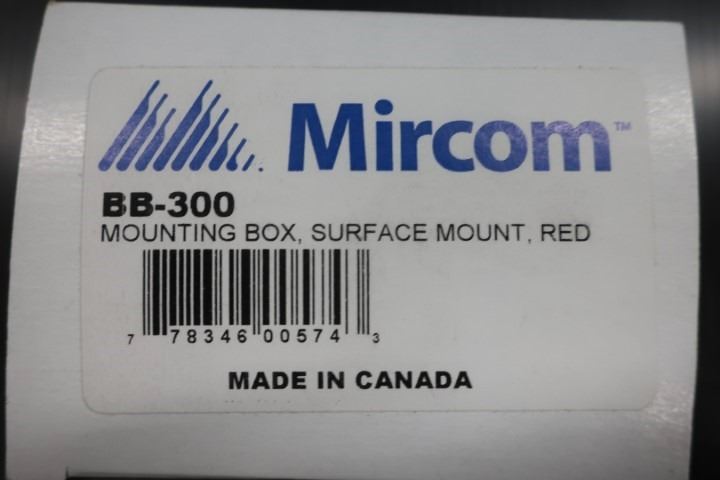 Mircom™
BB-300
MOUNTING BOX, SURFACE MOUNT, RED
7 78346 00574 3
MADE IN CANADA